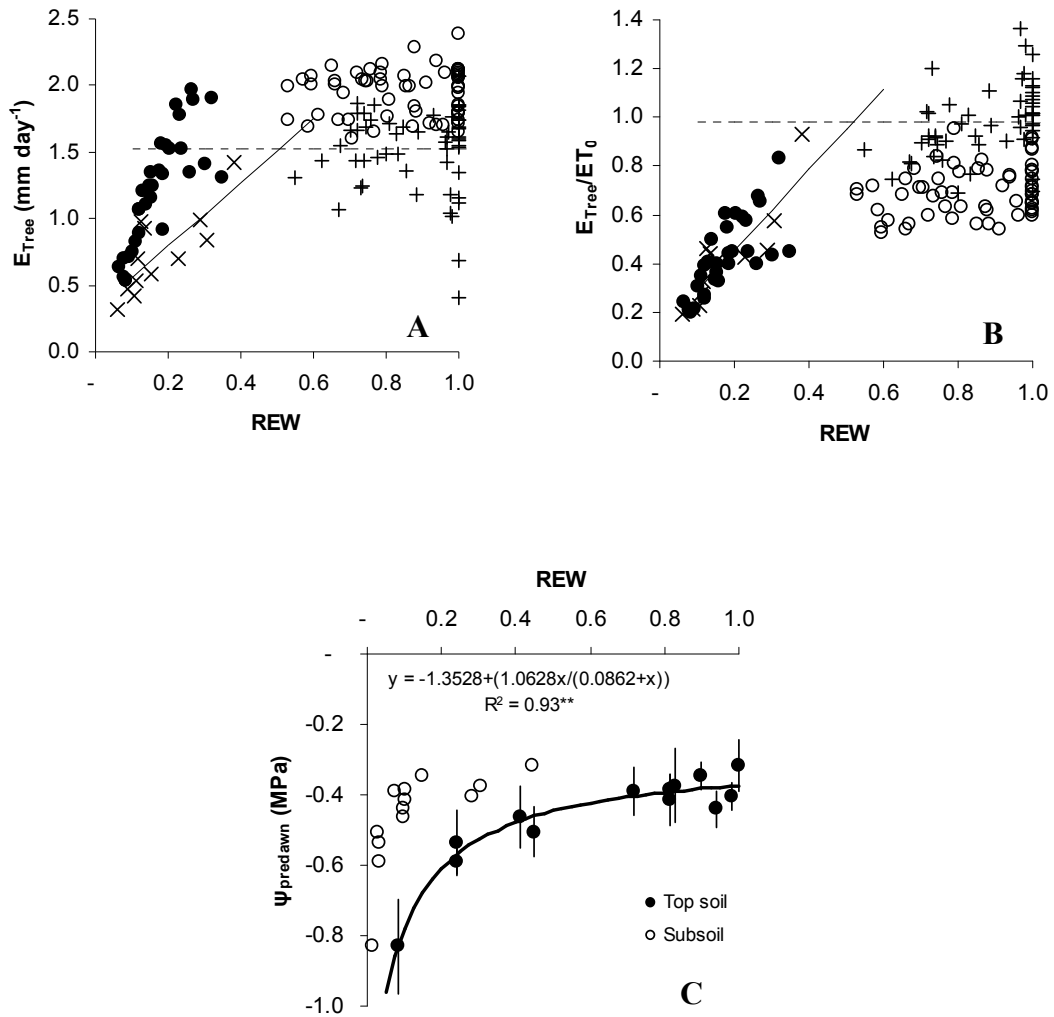 2.5
2.0
1.5
1.0
0.5
0.0
E_Tree (mm day^-1)
- 0.2 0.4 0.6 0.8 1.0
REW
A
1.4
1.2
1.0
0.8
0.6
0.4
0.2
0.0
E_Tree/ET_0
- 0.2 0.4 0.6 0.8 1.0
REW
B
REW
- 0.2 0.4 0.6 0.8 1.0
-
-0.2
-0.4
-0.6
-0.8
-1.0
Ψpredawn (MPa)
y = -1.3528+(1.0628x/(0.0862+x))
R² = 0.93**
Top soil
Subsoil
C